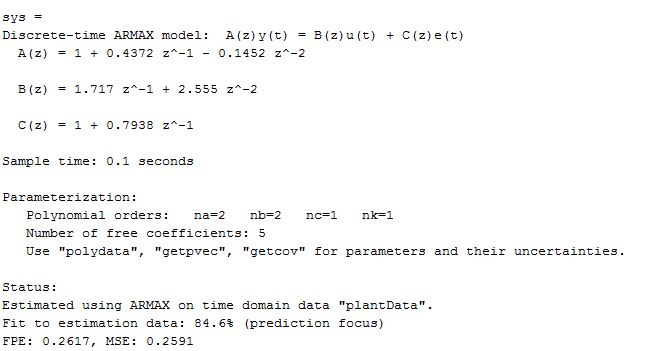 sys =
Discrete-time ARMAX model:  A(z)y(t) = B(z)u(t) + C(z)e(t)
  A(z) = 1 + 0.4372 z^-1 - 0.1452 z^-2
  B(z) = 1.717 z^-1 + 2.555 z^-2
  C(z) = 1 + 0.7938 z^-1
Sample time: 0.1 seconds
Parameterization:
   Polynomial orders:   na=2   nb=2   nc=1   nk=1
   Number of free coefficients: 5
   Use "polydata", "getpvec", "getcov" for parameters and their uncertainties.
Status:
Estimated using ARMAX on time domain data "plantData".
Fit to estimation data: 84.6% (prediction focus)
FPE: 0.2617, MSE: 0.2591